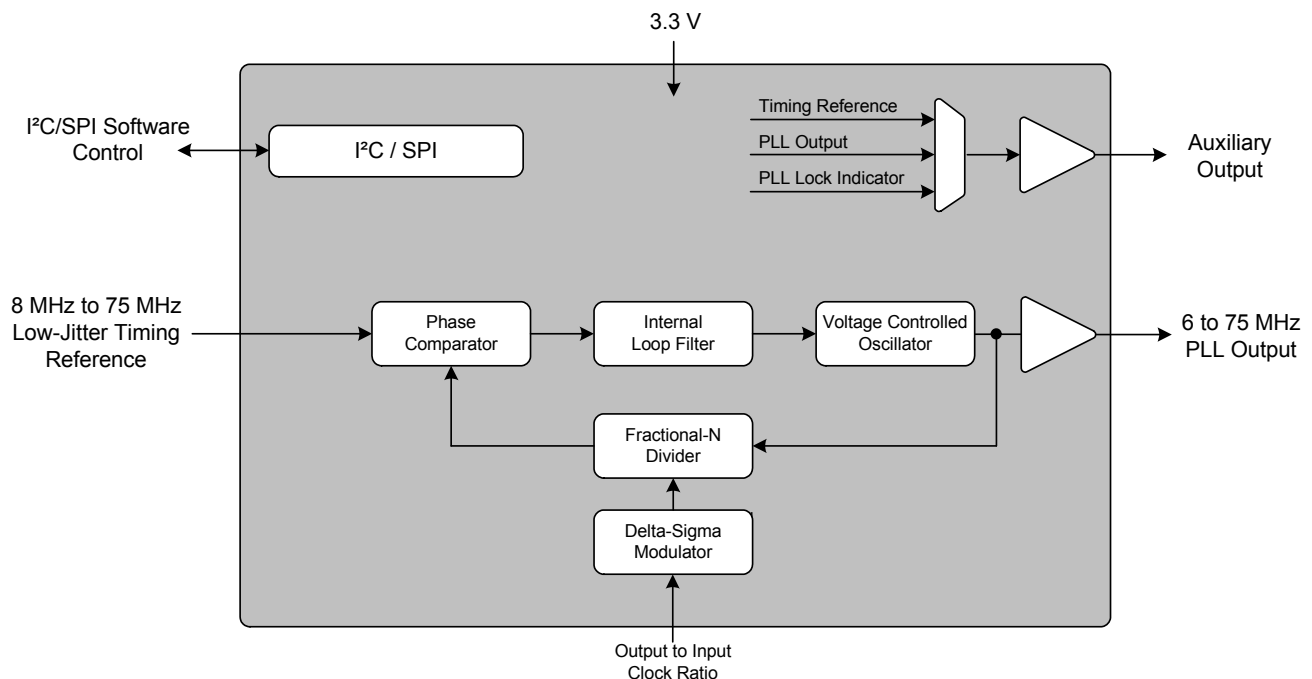 3.3 V
I²C/SPI Software
Control
I²C / SPI
Timing Reference
PLL Output
PLL Lock Indicator
Auxiliary
Output
8 MHz to 75 MHz
Low-Jitter Timing
Reference
Phase
Comparator
Internal
Loop Filter
Voltage Controlled
Oscillator
6 to 75 MHz
PLL Output
Fractional-N
Divider
Delta-Sigma
Modulator
Output to Input
Clock Ratio